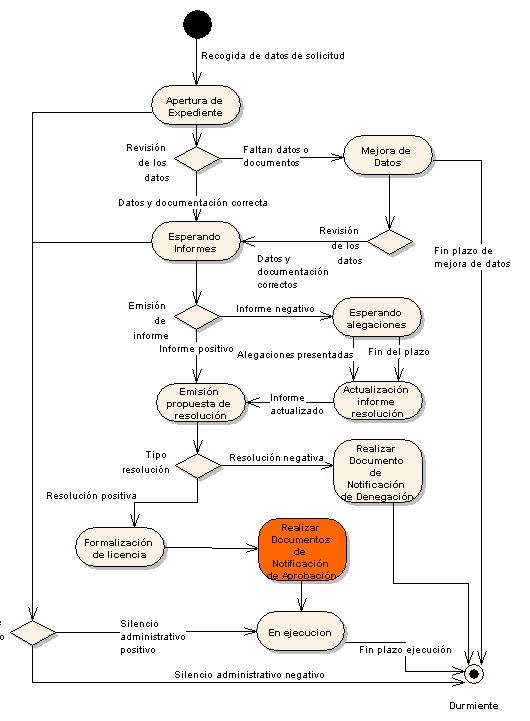 Recogida de datos de solicitud
Apertura de
Expediente
Revisión
de los
datos
Faltan datos o
documentos
Mejora de
Datos
Datos y documentación correcta
Esperando
Informes
Revisión
de los
datos
Datos y
documentación
correctos
Fin plazo de
mejora de datos
Emisión
de
informe
Informe negativo
Esperando
alegaciones
Informe positivo
Alegaciones presentadas
Fin del plazo
Emisión
propuesta de
resolución
Informe
actualizado
Actualización
informe
resolución
Tipo
resolución
Resolución negativa
Realizar
Documento
de
Notificación
de Denegación
Resolución positiva
Formalización
de licencia
Realizar
Documentos
de
Notificación
de Aprobación
Silencio
administrativo
positivo
En ejecucion
Fin plazo ejecución
Silencio administrativo negativo
Durmiente